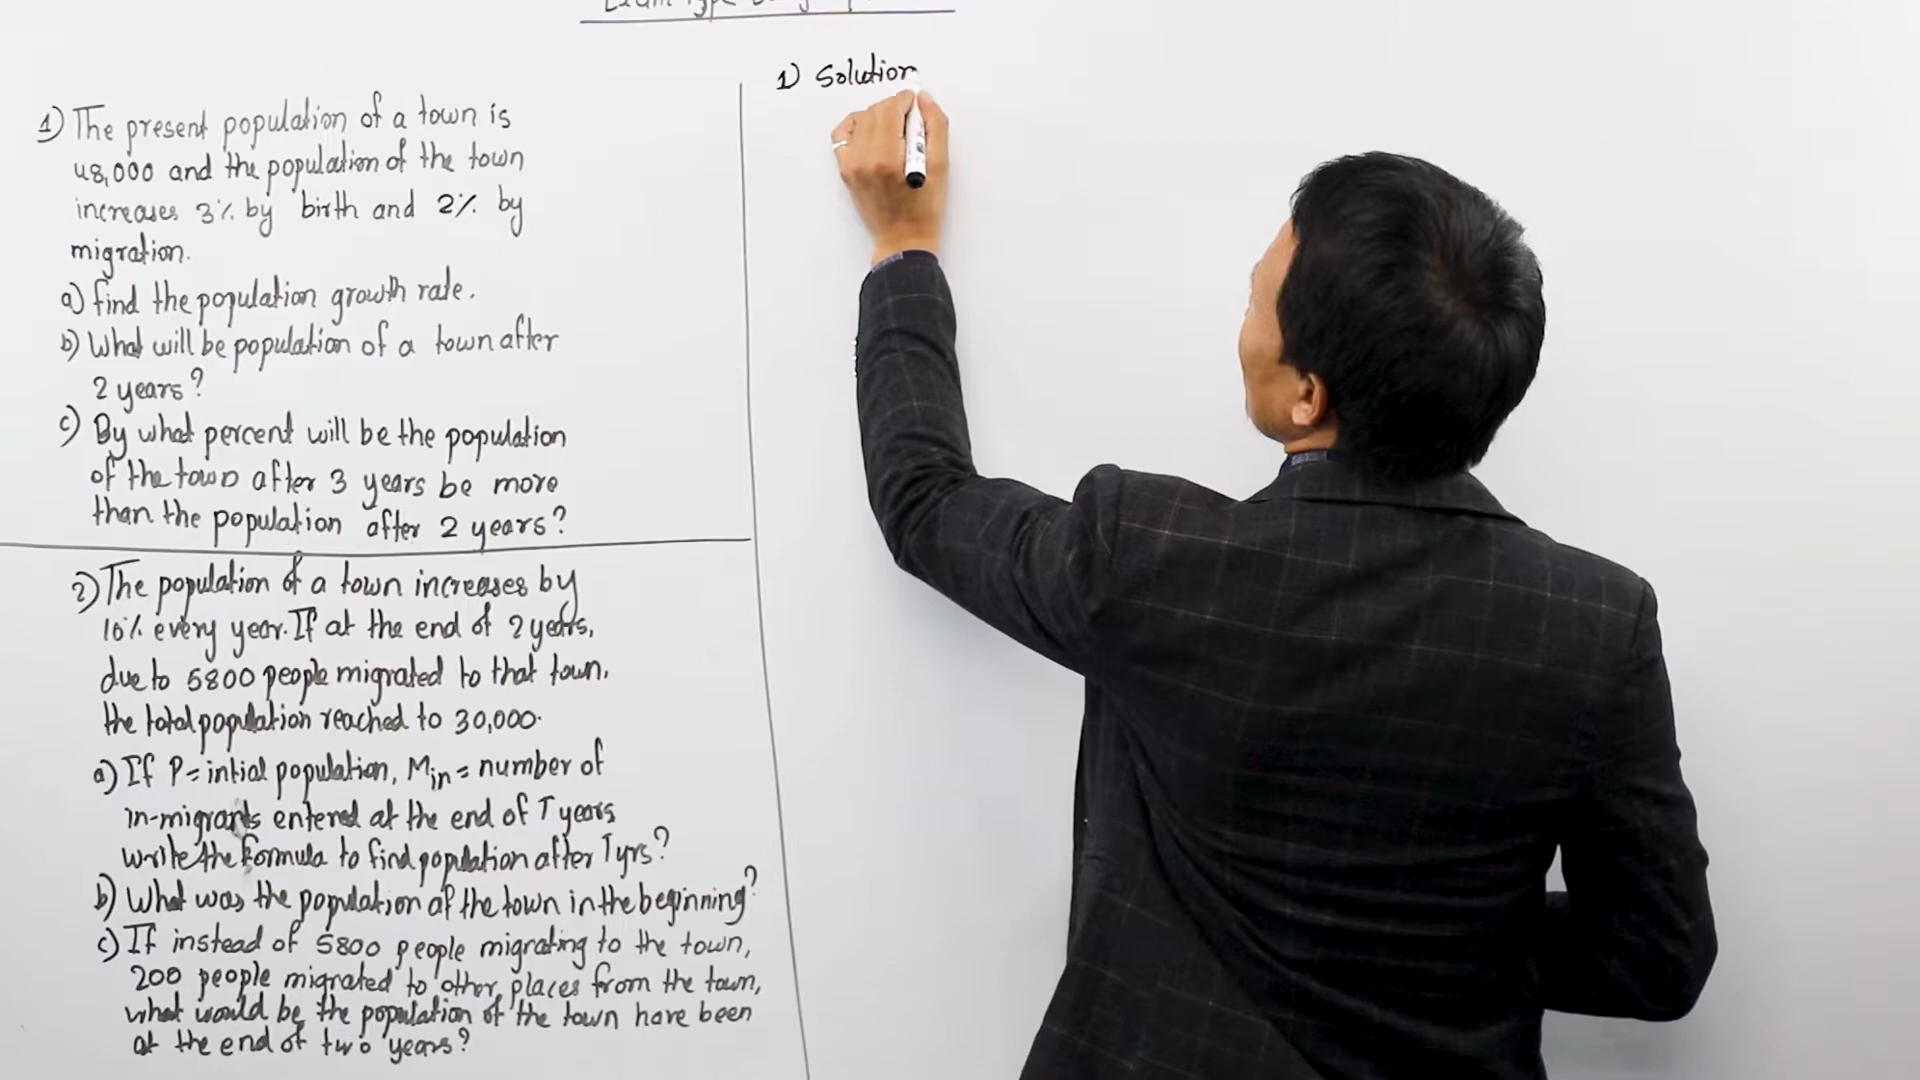 1) The present population of a town is
48,000 and the population of the town
increases 3% by birth and 2% by
migration.
a) find the population growth rate.
b) What will be population of a town after
2 years?
c) By what percent will be the population
of the town after 3 years be more
than the population after 2 years?
2) The population of a town increases by
10% every year. If at the end of 2 years,
due to 5800 people migrated to that town,
the total population reached to 30,000.
a) If P = intial population, Min = number of
in-migrants entered at the end of T years
write the formula to find population after T yrs?
b) What was the population of the town in the beginning?
c) If instead of 5800 people migrating to the town,
200 people migrated to other places from the town,
what would be the population of the town have been
at the end of two years?
1) Solution